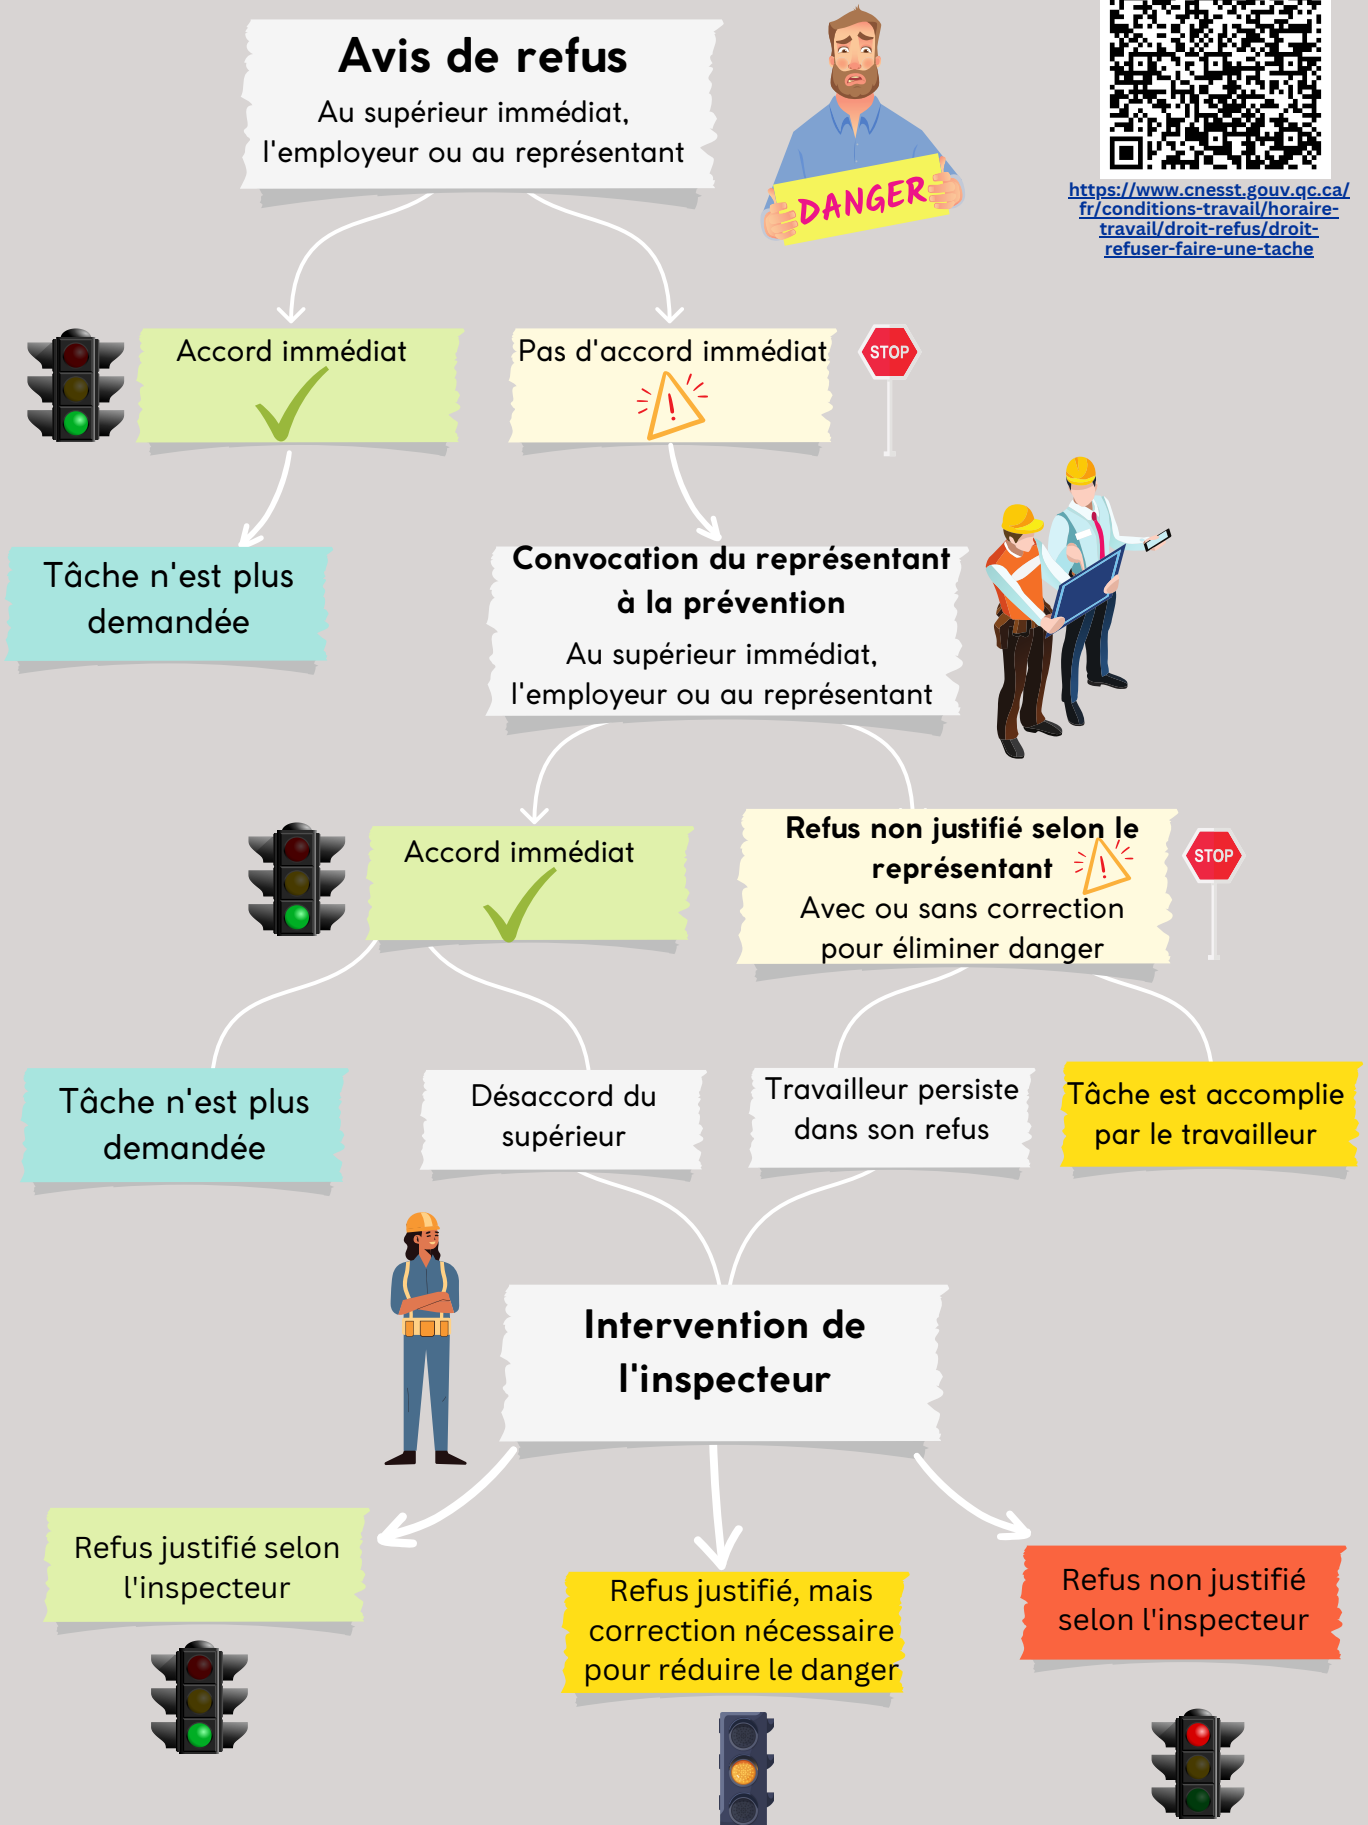 Avis de refus
Au supérieur immédiat,
l'employeur ou au représentant
DANGER
https://www.cnesst.gouv.qc.ca/
fr/conditions-travail/horaire-
travail/droit-refus/droit-
refuser-faire-une-tache
Accord immédiat
Pas d'accord immédiat
STOP
Tâche n'est plus
demandée
Convocation du représentant
à la prévention
Au supérieur immédiat,
l'employeur ou au représentant
Accord immédiat
Refus non justifié selon le
représentant
Avec ou sans correction
pour éliminer danger
STOP
Tâche n'est plus
demandée
Désaccord du
supérieur
Travailleur persiste
dans son refus
Tâche est accomplie
par le travailleur
Intervention de
l'inspecteur
Refus justifié selon
l'inspecteur
Refus justifié, mais
correction nécessaire
pour réduire le danger
Refus non justifié
selon l'inspecteur